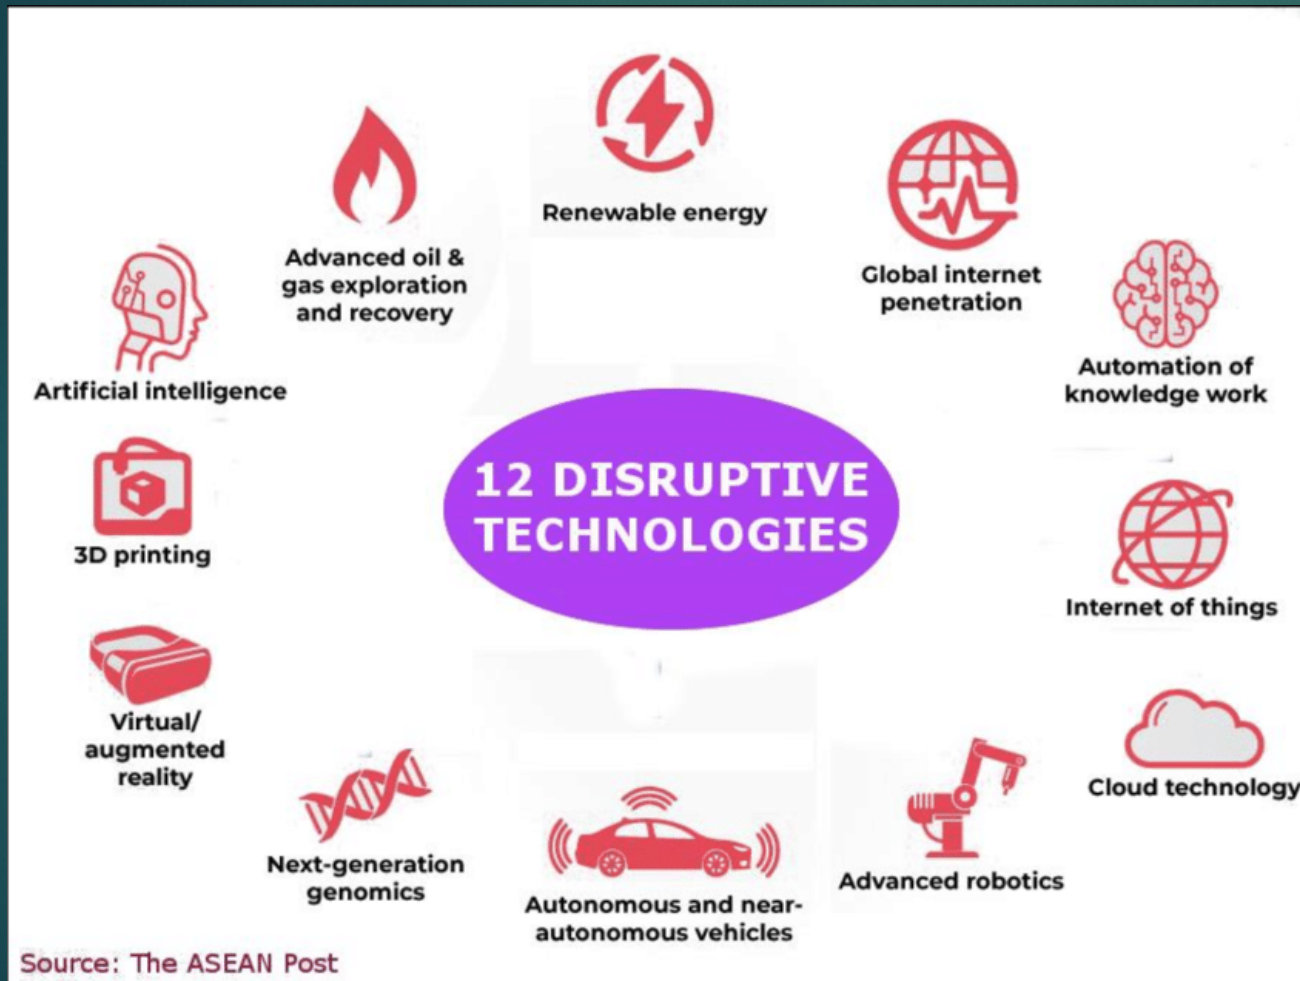 Renewable energy
Advanced oil &
gas exploration
and recovery
Global internet
penetration
Artificial intelligence
Automation of
knowledge work
12 DISRUPTIVE
TECHNOLOGIES
3D printing
Internet of things
Virtual/
augmented
reality
Cloud technology
Next-generation
genomics
Autonomous and near-
autonomous vehicles
Advanced robotics
Source: The ASEAN Post